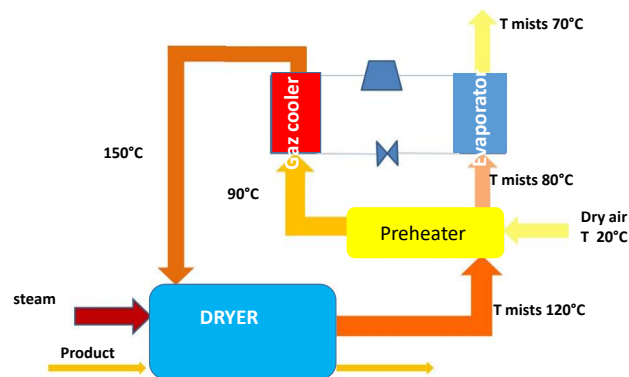 T mists 70°C
Gaz cooler
Evaporator
150°C
90°C
T mists 80°C
Dry air
T 20°C
Preheater
steam
DRYER
T mists 120°C
Product